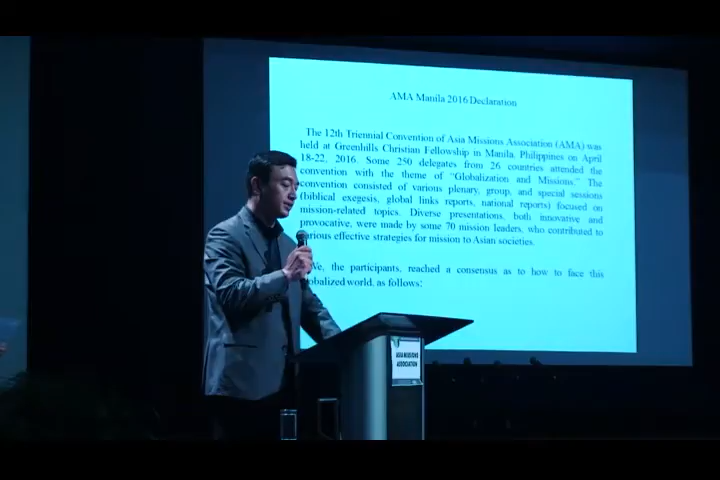 AMA Manila 2016 Declaration
The 12th Triennial Convention of Asia Missions Association (AMA) was
held at Greenhills Christian Fellowship in Manila, Philippines on April
18-22, 2016. Some 250 delegates from 26 countries attended the
convention with the theme of "Globalization and Missions." The
convention consisted of various plenary, group, and special sessions
(biblical exegesis, global links reports, national reports) focused on
mission-related topics. Diverse presentations, both innovative and
provocative, were made by some 70 mission leaders, who contributed to
various effective strategies for mission to Asian societies.
We, the participants, reached a consensus as to how to face this
globalized world, as follows:
ASIA MISSIONS
ASSOCIATION